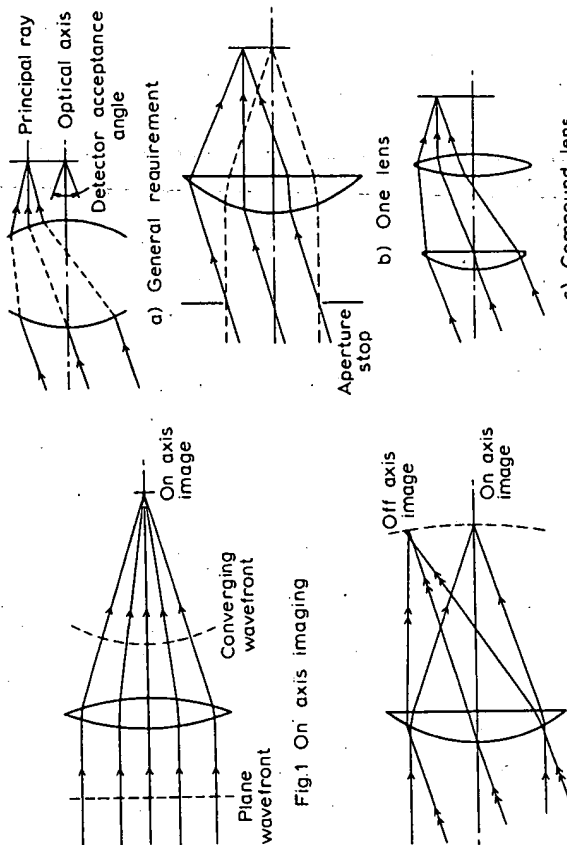 Plane
wavefront
Converging
wavefront
On axis
image
Fig.1 On axis imaging
Off axis
image
On axis
image
Principal ray
Optical axis
Detector acceptance
angle
a) General requirement
Aperture
stop
b) One lens
c) Compound lens